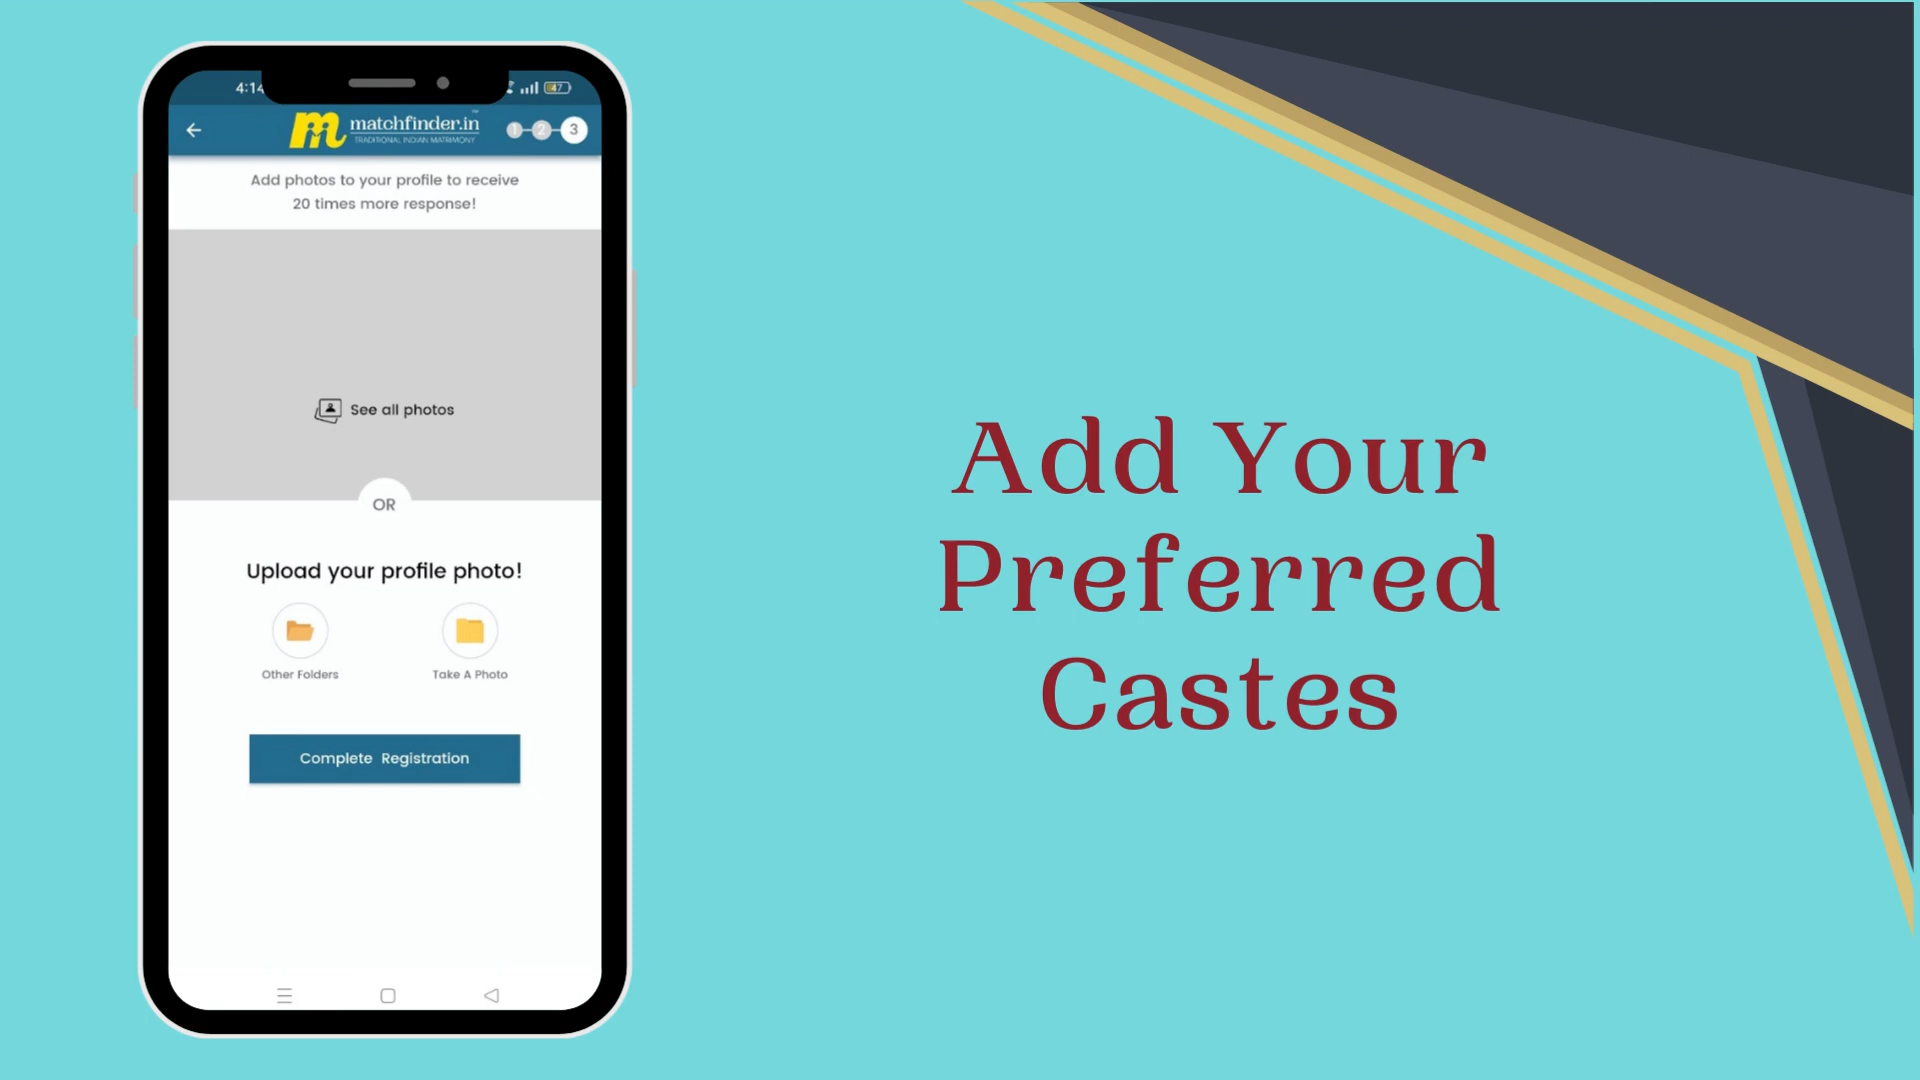 4:14
47
matchfinder.in
TRADITIONAL INDIAN MATRIMONY
1 2 3
Add photos to your profile to receive
20 times more response!
See all photos
OR
Upload your profile photo!
Other Folders
Take A Photo
Complete Registration
Add Your
Preferred
Castes